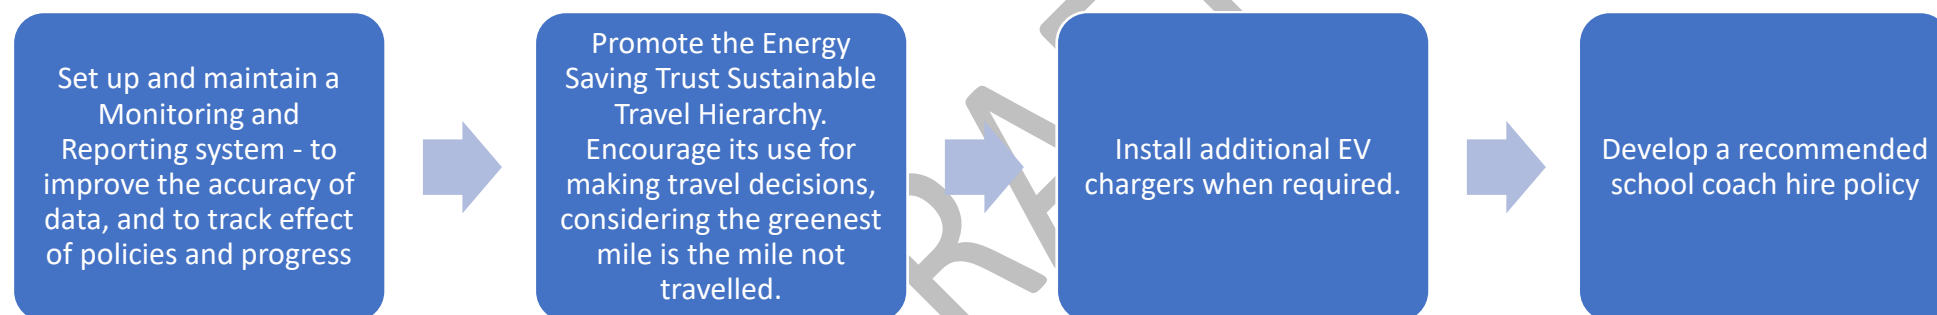 Set up and maintain a
Monitoring and
Reporting system - to
improve the accuracy of
data, and to track effect
of policies and progress
Promote the Energy
Saving Trust Sustainable
Travel Hierarchy.
Encourage its use for
making travel decisions,
considering the greenest
mile is the mile not
travelled.
Install additional EV
chargers when required.
Develop a recommended
school coach hire policy